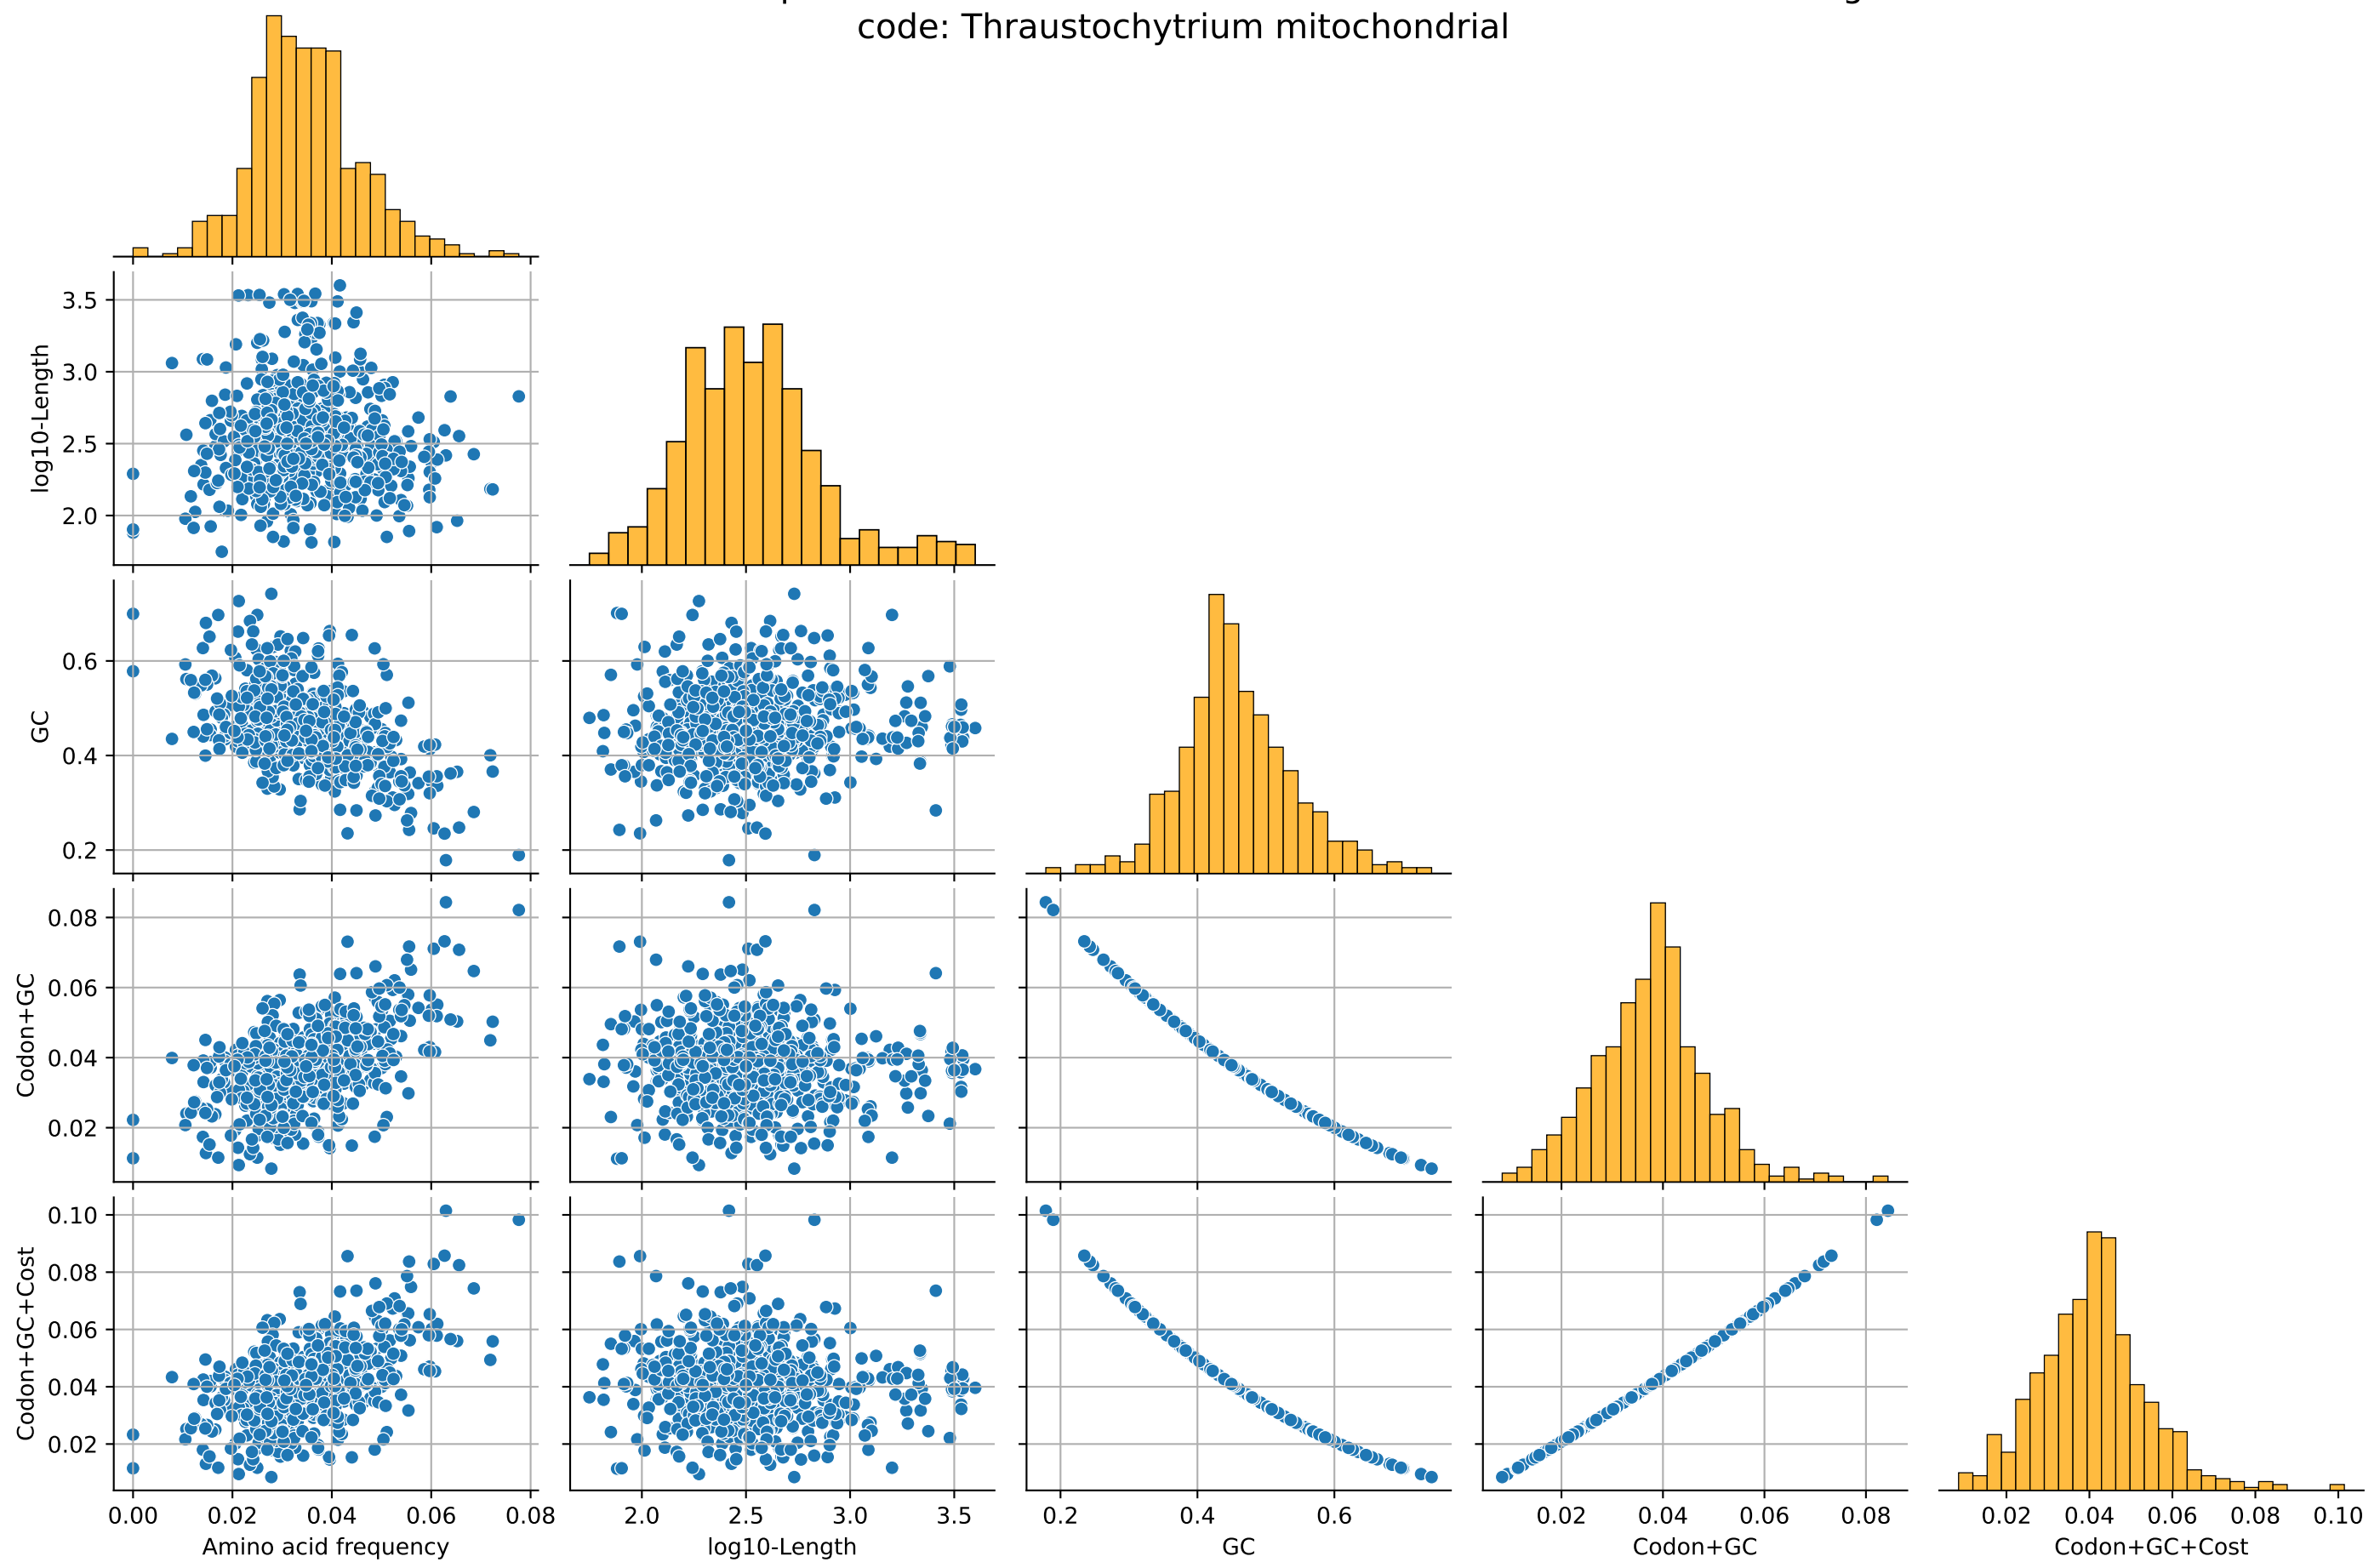 code: Thraustochytrium mitochondrial
3.5
3.0
2.5
2.0
log10-Length
0.6
0.4
0.2
GC
0.08
0.06
0.04
0.02
Codon+GC
0.10
0.08
0.06
0.04
0.02
Codon+GC+Cost
0.00 0.02 0.04 0.06 0.08 2.0 2.5 3.0 3.5 0.2 0.4 0.6 0.02 0.04 0.06 0.08 0.02 0.04 0.06 0.08 0.10
Amino acid frequency log10-Length GC Codon+GC Codon+GC+Cost